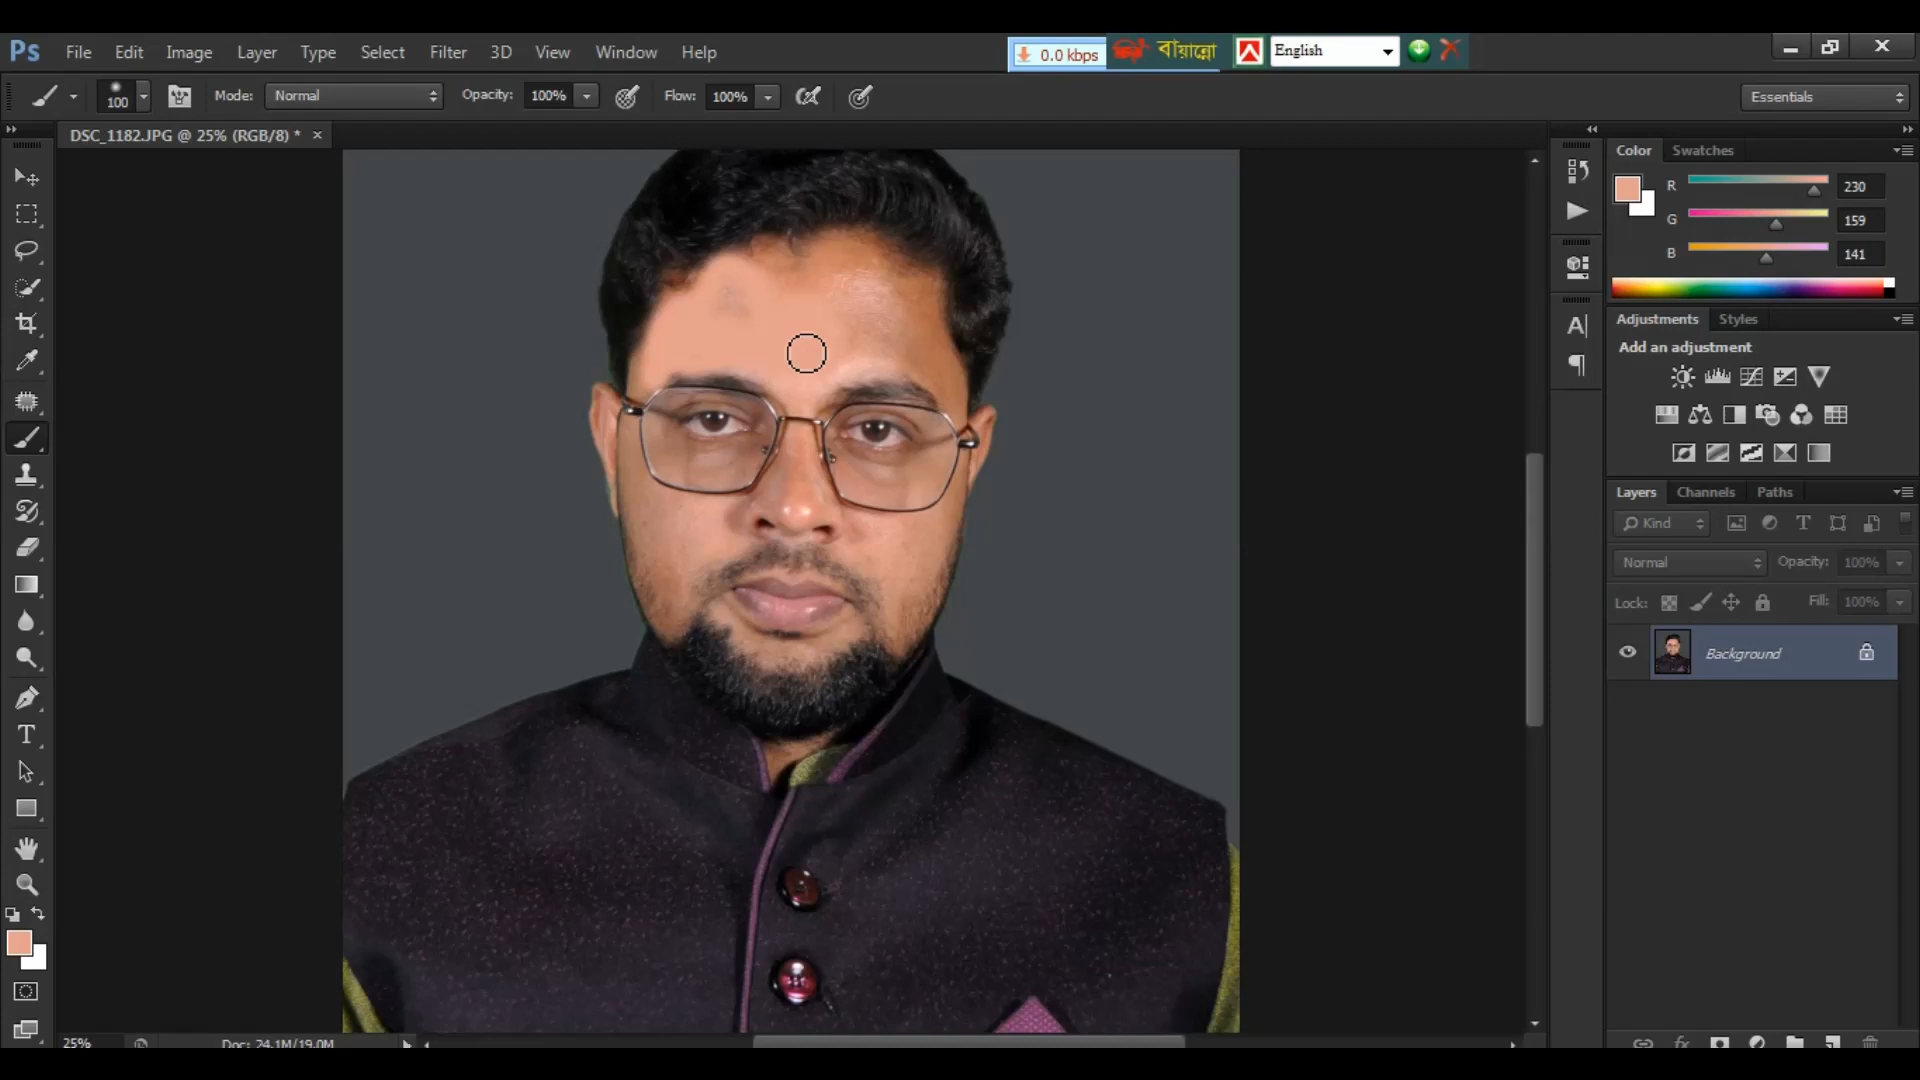 Ps File Edit Image Layer Type Select Filter 3D View Window Help
0.0 kbps বায়ান্নো English
100 Mode: Normal Opacity: 100% Flow: 100% Essentials
DSC_1182.JPG @ 25% (RGB/8) * ×
Color Swatches
R 230
G 159
B 141
Adjustments Styles
Add an adjustment
Layers Channels Paths
Kind
Normal Opacity: 100%
Lock: Fill: 100%
Background
25% Doc: 24.1M/19.0M